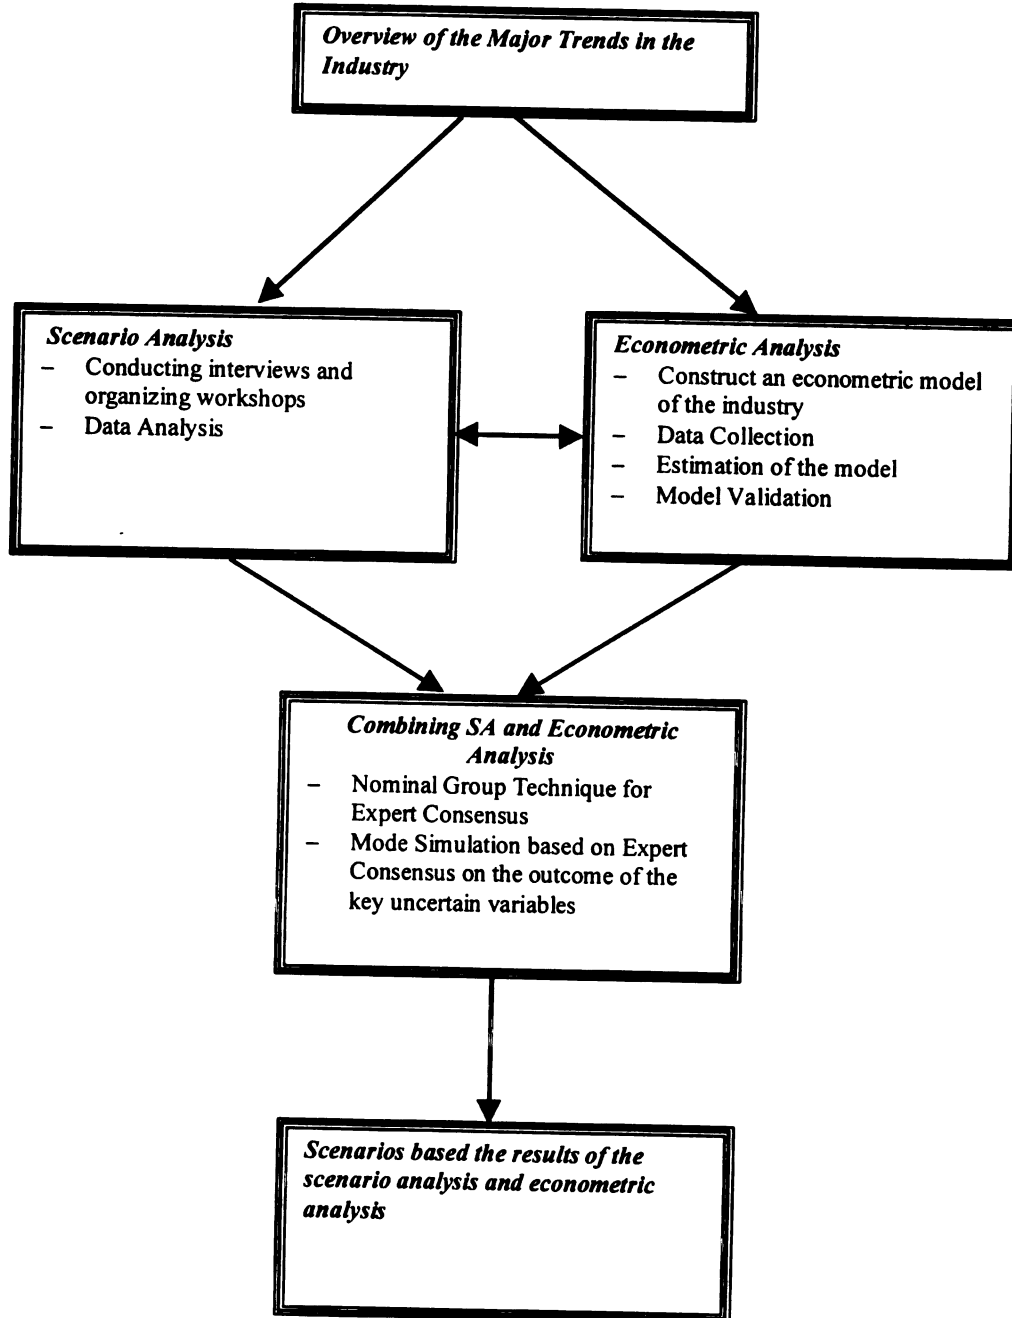 Overview of the Major Trends in the
Industry
Scenario Analysis
– Conducting interviews and
organizing workshops
– Data Analysis
Econometric Analysis
– Construct an econometric model
of the industry
– Data Collection
– Estimation of the model
– Model Validation
Combining SA and Econometric
Analysis
– Nominal Group Technique for
Expert Consensus
– Mode Simulation based on Expert
Consensus on the outcome of the
key uncertain variables
Scenarios based the results of the
scenario analysis and econometric
analysis